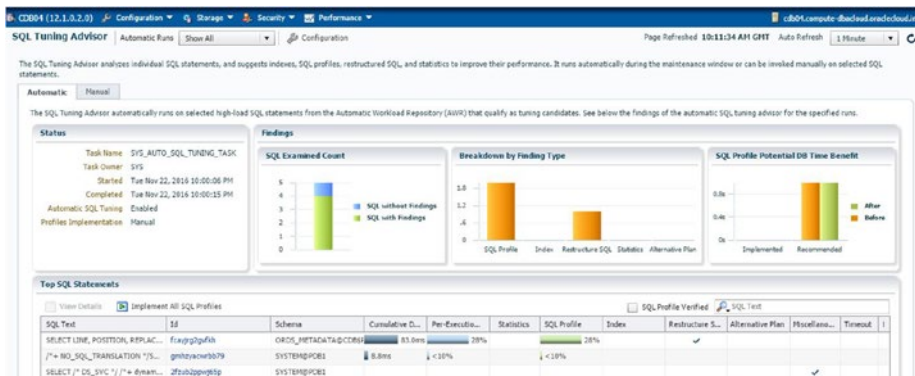 CDB04 (12.1.0.2.0) Configuration Storage Security Performance cdb04.compute-dbocloud.oraclecloud.in
SQL Tuning Advisor Automatic Runs Show All Configuration Page Refreshed 10:11:34 AM GMT Auto Refresh 1 Minute
The SQL Tuning Advisor analyzes individual SQL statements, and suggests indexes, SQL profiles, restructured SQL, and statistics to improve their performance. It runs automatically during the maintenance window or can be invoked manually on selected SQL
statements.
Automatic Manual
The SQL Tuning Advisor automatically runs on selected high-load SQL statements from the Automatic Workload Repository (AWR) that qualify as tuning candidates. See below the findings of the automatic SQL tuning advisor for the specified runs.
Status
Task Name SYS_AUTO_SQL_TUNING_TASK
Task Owner SYS
Started Tue Nov 22, 2016 10:00:06 PM
Completed Tue Nov 22, 2016 10:00:15 PM
Automatic SQL Tuning Enabled
Profiles Implementation Manual
Findings
SQL Examined Count
5
4
3
2
1
0
SQL without Findings
SQL with Findings
Breakdown by Finding Type
1.8
1.2
.6
0
SQL Profile Index Restructure SQL Statistics Alternative Plan
SQL Profile Potential DB Time Benefit
0.8s
0.4s
0s
Implemented Recommended
After
Before
Top SQL Statements
View Details Implement All SQL Profiles SQL Profile Verified SQL Text
SQL Text Id Schema Cumulative D... Per-Executio... Statistics SQL Profile Index Restructure S... Alternative Plan Miscellano... Timeout
SELECT LINE, POSITION, REPLAC... ORDS_METADATA@CDB$R 83.0ms 28% 28%
/*+ NO_SQL_TRANSLATION */S... gmhzyacwrbb79 SYSTEM@PDB1 8.8ms <10% <10%
SELECT /* DS_SVC */ /*+ dynam... SYSTEM@PDB1